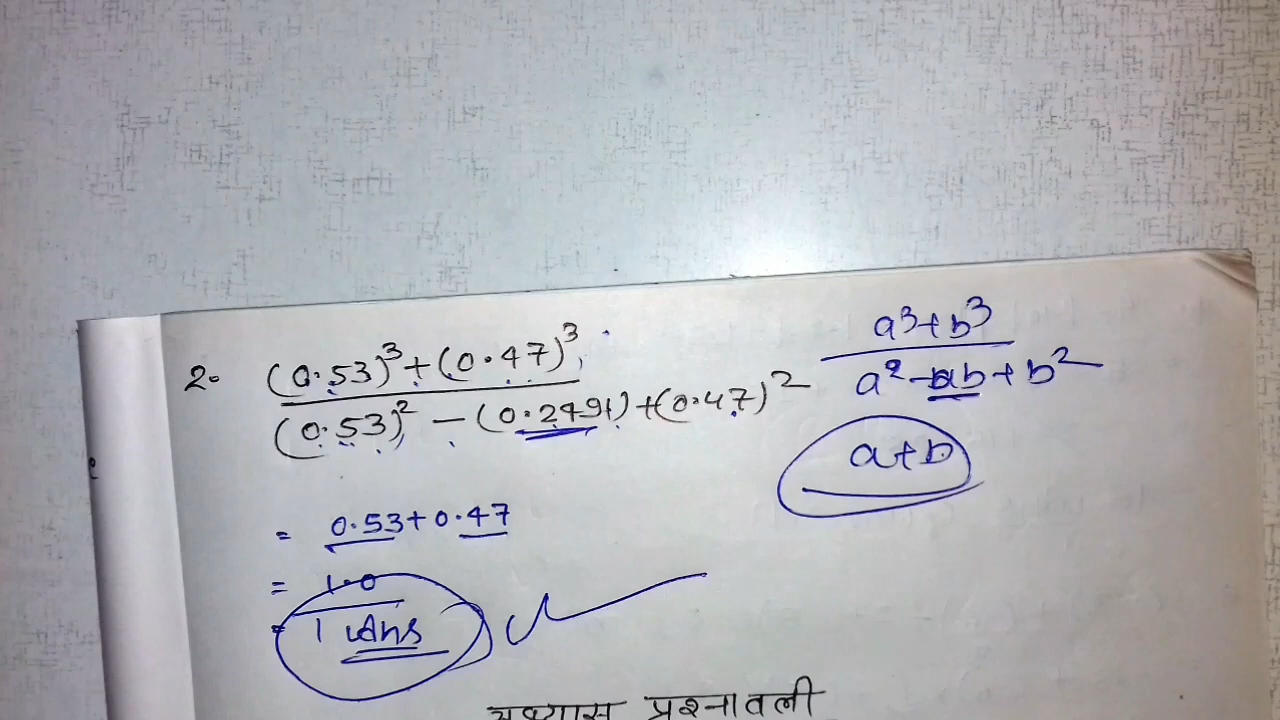 2. (0.53)³+(0.47)³ / (0.53)² - (0.2491)+(0.47)²
a³+b³ / a²-ab+b²
a+b
= 0.53+0.47
= 1.0
= 1 Ans
अभ्यास प्रश्नावली